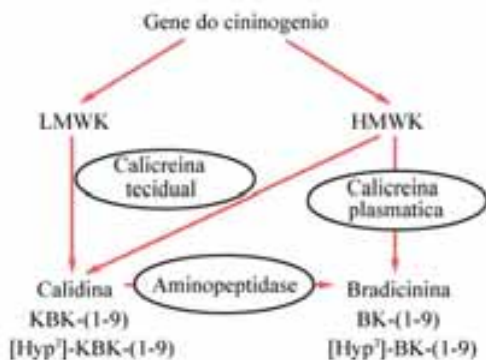 Gene do cininogenio
LMWK
HMWK
Calicreina
tecidual
Calicreina
plasmatica
Calidina
Aminopeptidase
Bradicinina
KBK-(1-9)
BK-(1-9)
[Hyp³]-KBK-(1-9)
[Hyp³]-BK-(1-9)